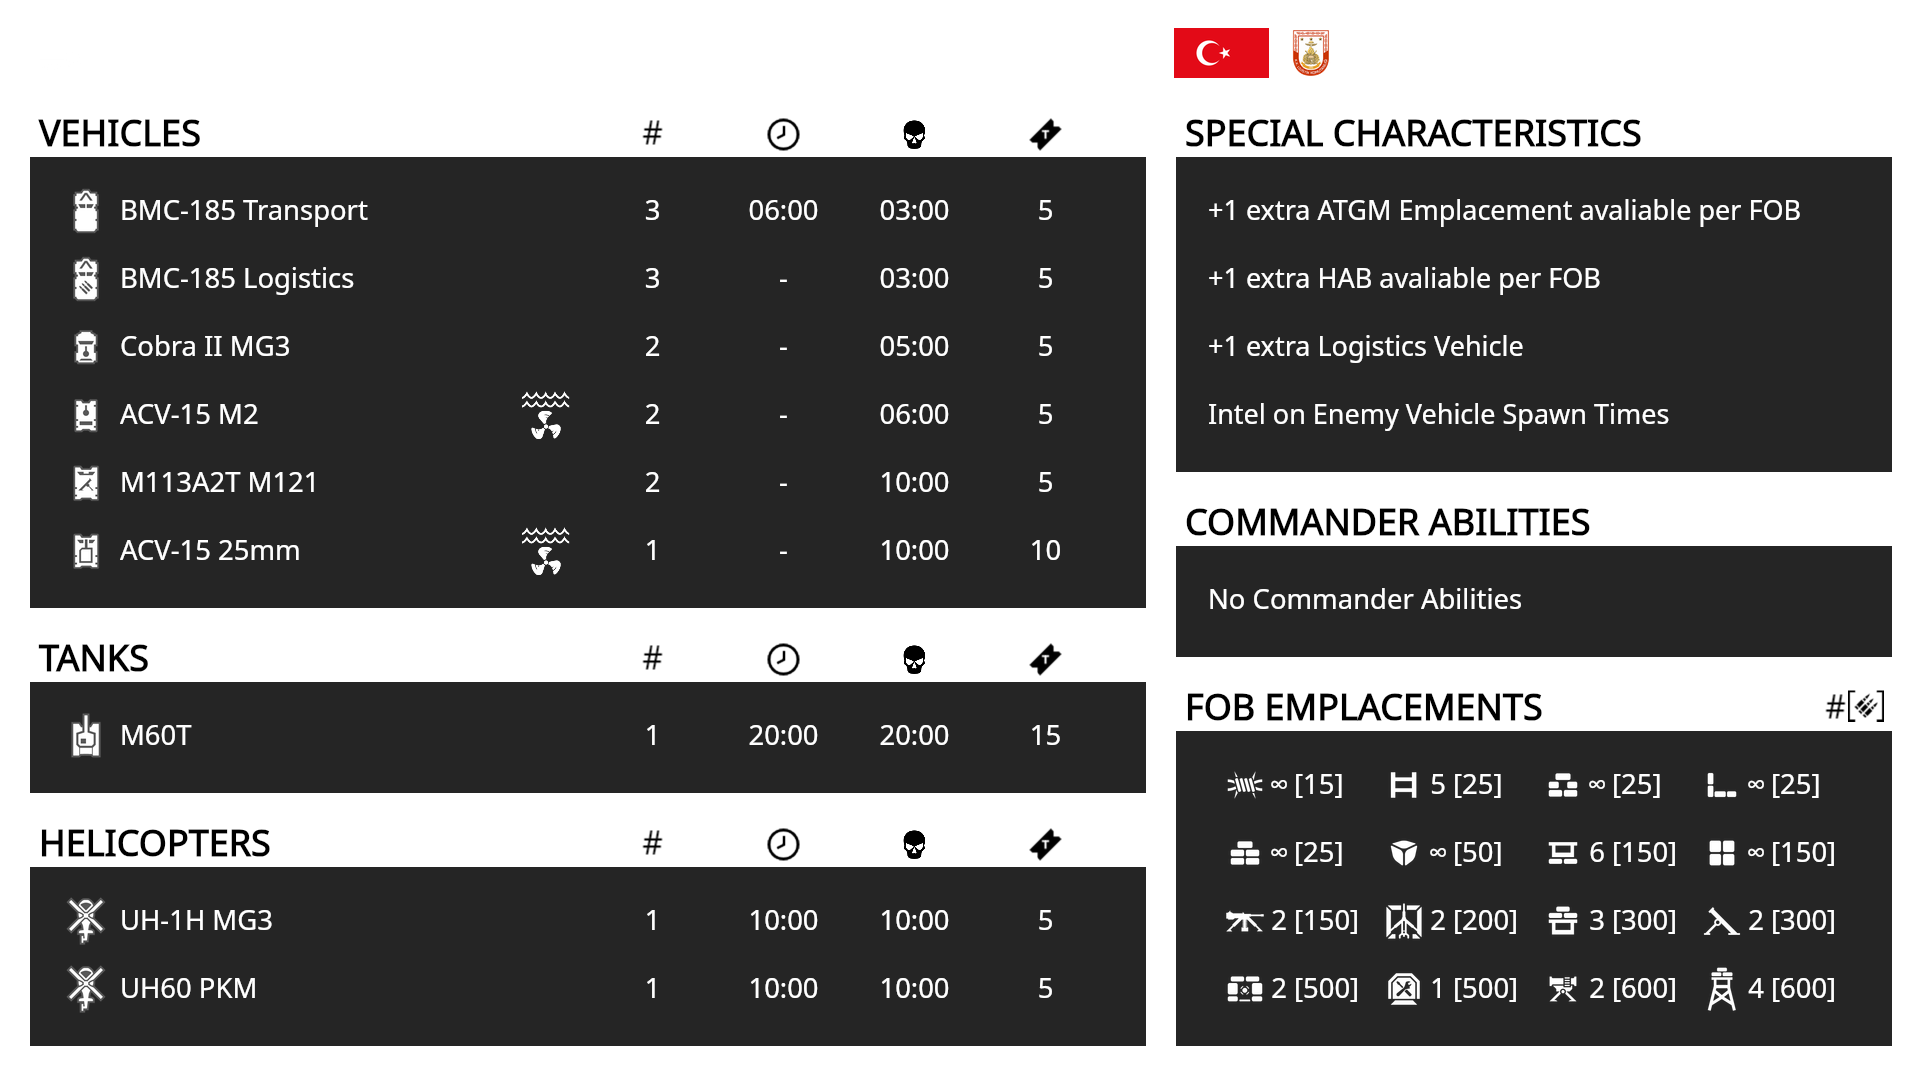 VEHICLES #
BMC-185 Transport 3 06:00 03:00 5
BMC-185 Logistics 3 - 03:00 5
Cobra II MG3 2 - 05:00 5
ACV-15 M2 2 - 06:00 5
M113A2T M121 2 - 10:00 5
ACV-15 25mm 1 - 10:00 10
TANKS #
M60T 1 20:00 20:00 15
HELICOPTERS #
UH-1H MG3 1 10:00 10:00 5
UH60 PKM 1 10:00 10:00 5
SPECIAL CHARACTERISTICS
+1 extra ATGM Emplacement avaliable per FOB
+1 extra HAB avaliable per FOB
+1 extra Logistics Vehicle
Intel on Enemy Vehicle Spawn Times
COMMANDER ABILITIES
No Commander Abilities
FOB EMPLACEMENTS #[ ]
∞ [15] 5 [25] ∞ [25] ∞ [25]
∞ [25] ∞ [50] 6 [150] ∞ [150]
2 [150] 2 [200] 3 [300] 2 [300]
2 [500] 1 [500] 2 [600] 4 [600]